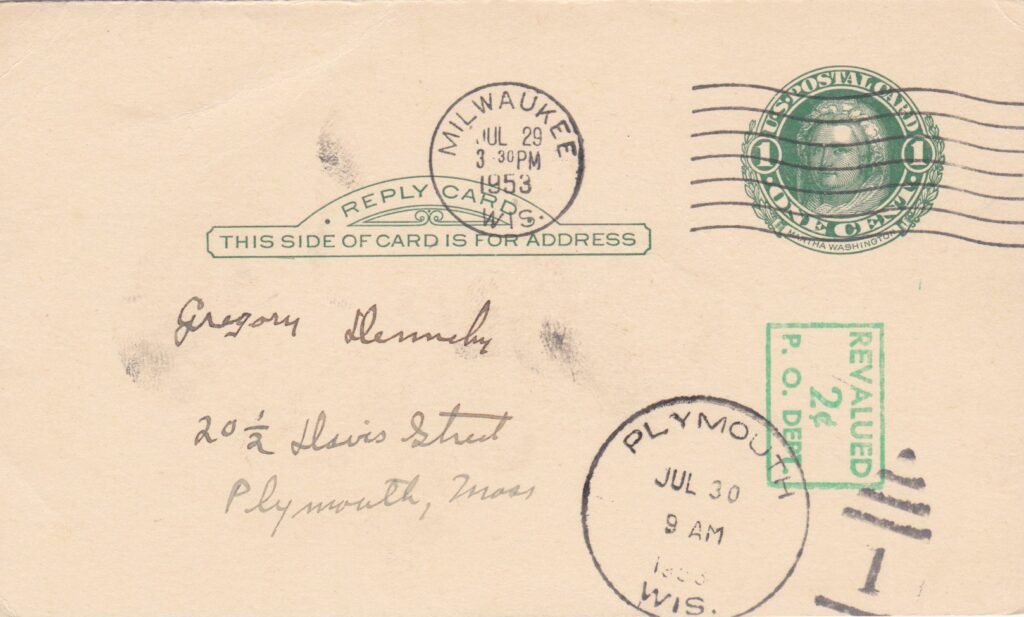 MILWAUKEE
JUL 29
3 30 PM
1953
WIS.
U.S. POSTAL CARD
1 1
ONE CENT
MARTHA WASHINGTON
REPLY CARD
THIS SIDE OF CARD IS FOR ADDRESS
Gregory
20 ½ Davis Street
Plymouth, Mass
REVALUED
2¢
P. O. DEPT.
PLYMOUTH
JUL 30
9 AM
WIS.
1